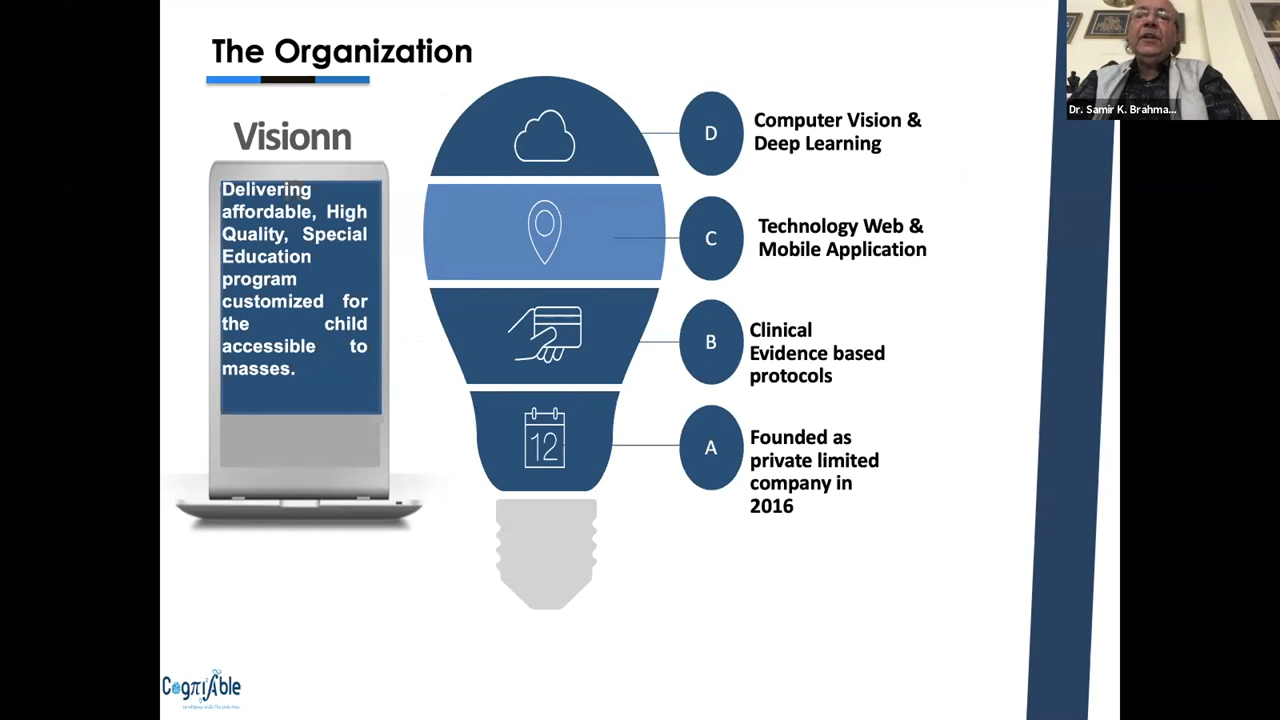 The Organization
Visionn
Delivering
affordable, High
Quality, Special
Education
program
customized for
the child
accessible to
masses.
12
D
Computer Vision &
Deep Learning
C
Technology Web &
Mobile Application
B
Clinical
Evidence based
protocols
A
Founded as
private limited
company in
2016
Dr. Samir K. Brahma...
CogπiAble